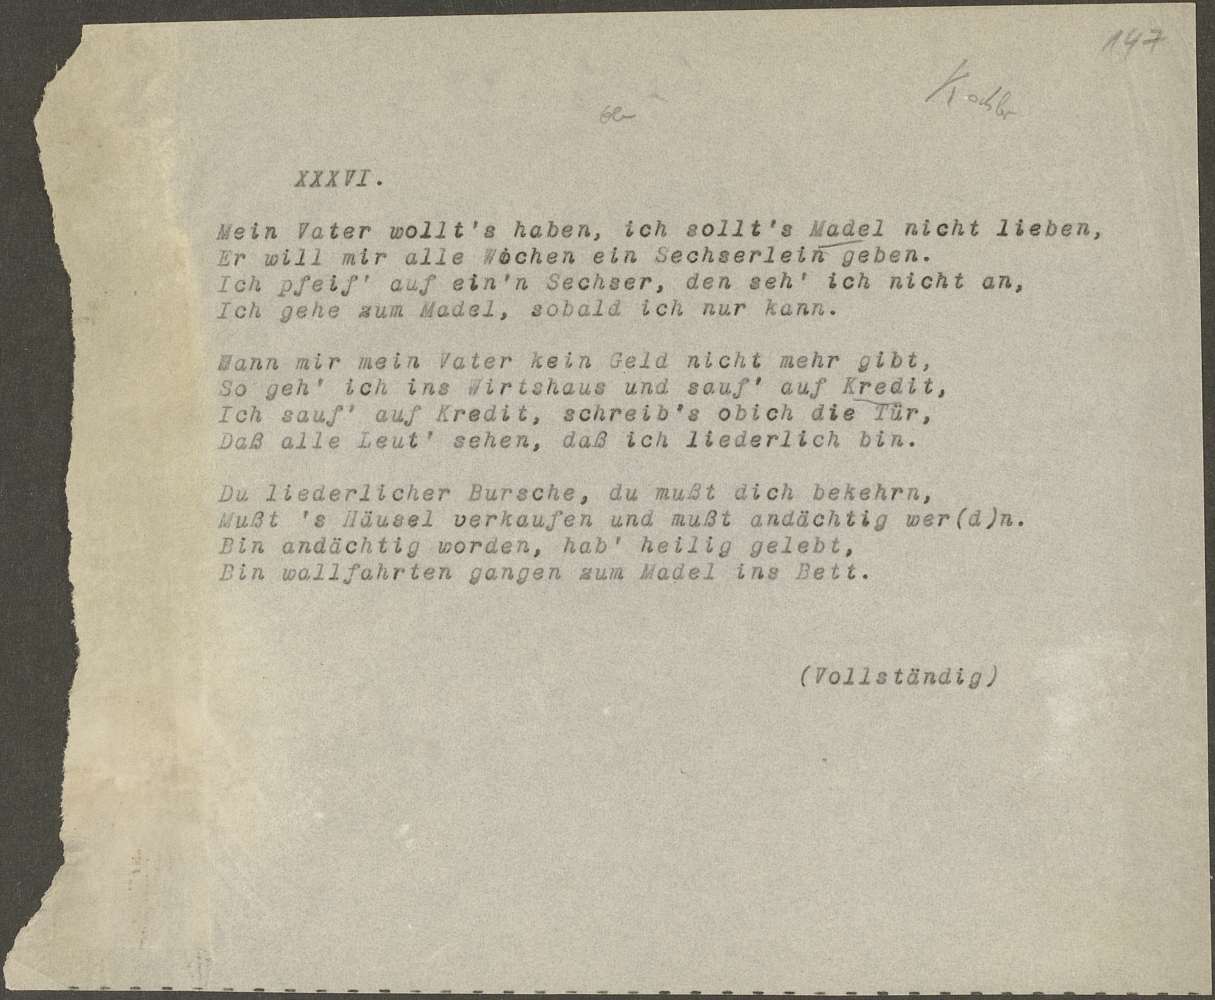 147
XXXVI.
Mein Vater wollt's haben, ich sollt's Madel nicht lieben,
Er will mir alle Wochen ein Sechserlein geben.
Ich pfeif' auf ein'n Sechser, den seh' ich nicht an,
Ich gehe zum Madel, sobald ich nur kann.
Wann mir mein Vater kein Geld nicht mehr gibt,
So geh' ich ins Wirtshaus und sauf' auf Kredit,
Ich sauf' auf Kredit, schreib's obich die Tür,
Daß alle Leut' sehen, daß ich liederlich bin.
Du liederlicher Bursche, du mußt dich bekehrn,
Mußt 's Häusel verkaufen und mußt andächtig wer(d)n.
Bin andächtig worden, hab' heilig gelebt,
Bin wallfahrten gangen zum Madel ins Bett.
(Vollständig)